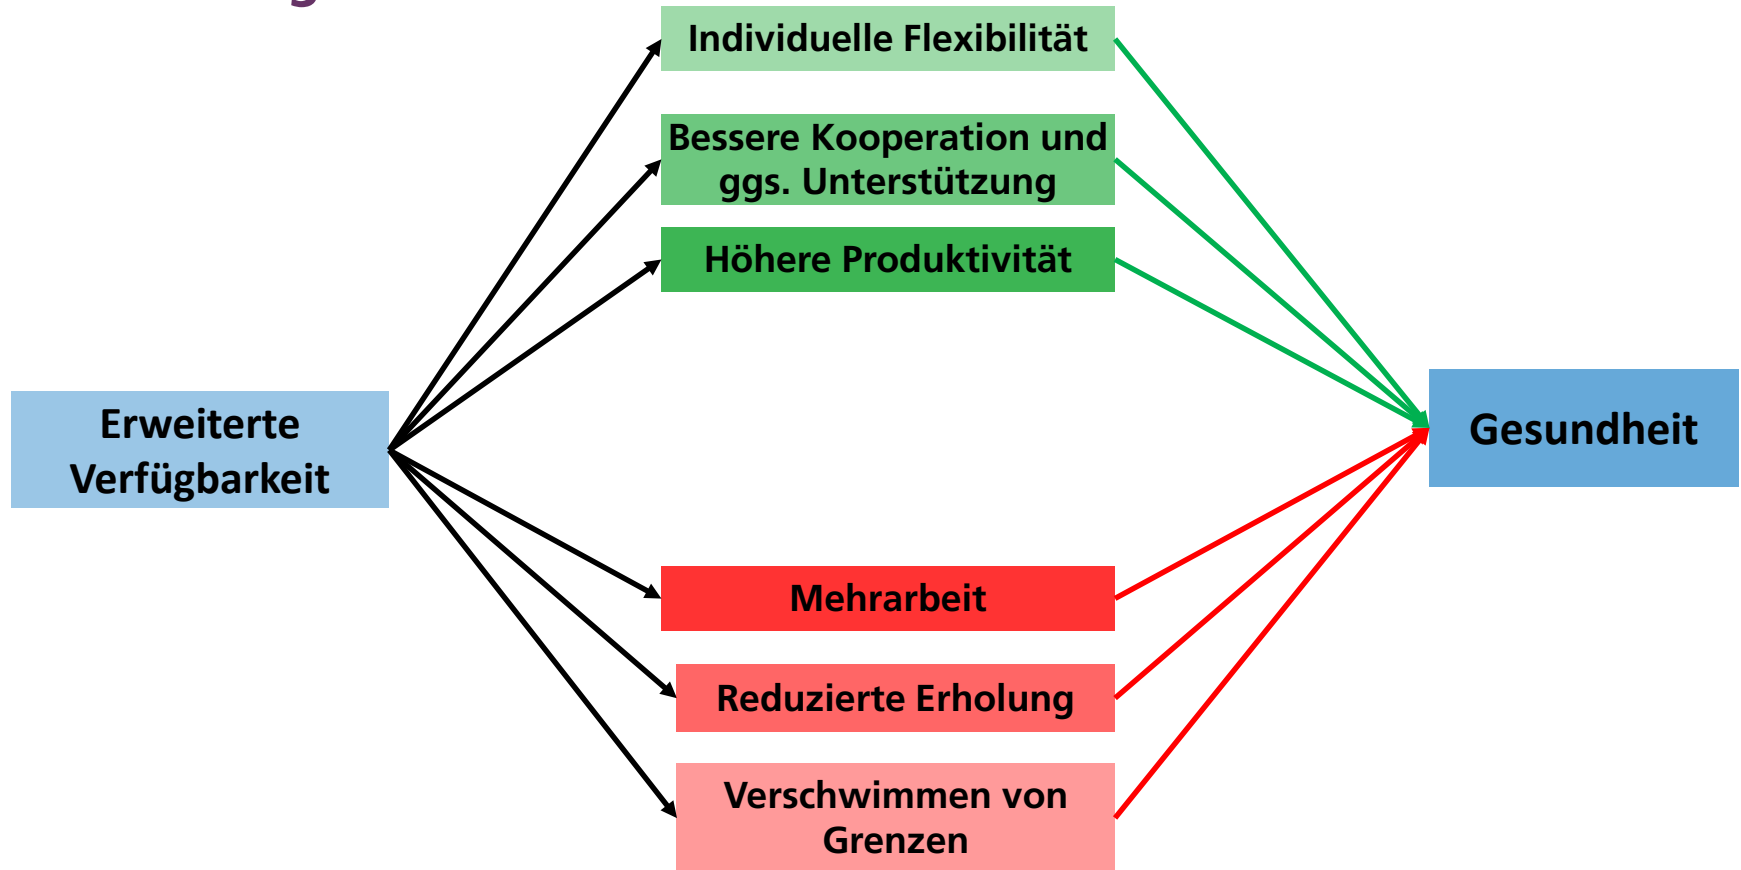 Individuelle Flexibilität
Bessere Kooperation und
ggs. Unterstützung
Höhere Produktivität
Erweiterte
Verfügbarkeit
Gesundheit
Mehrarbeit
Reduzierte Erholung
Verschwimmen von
Grenzen